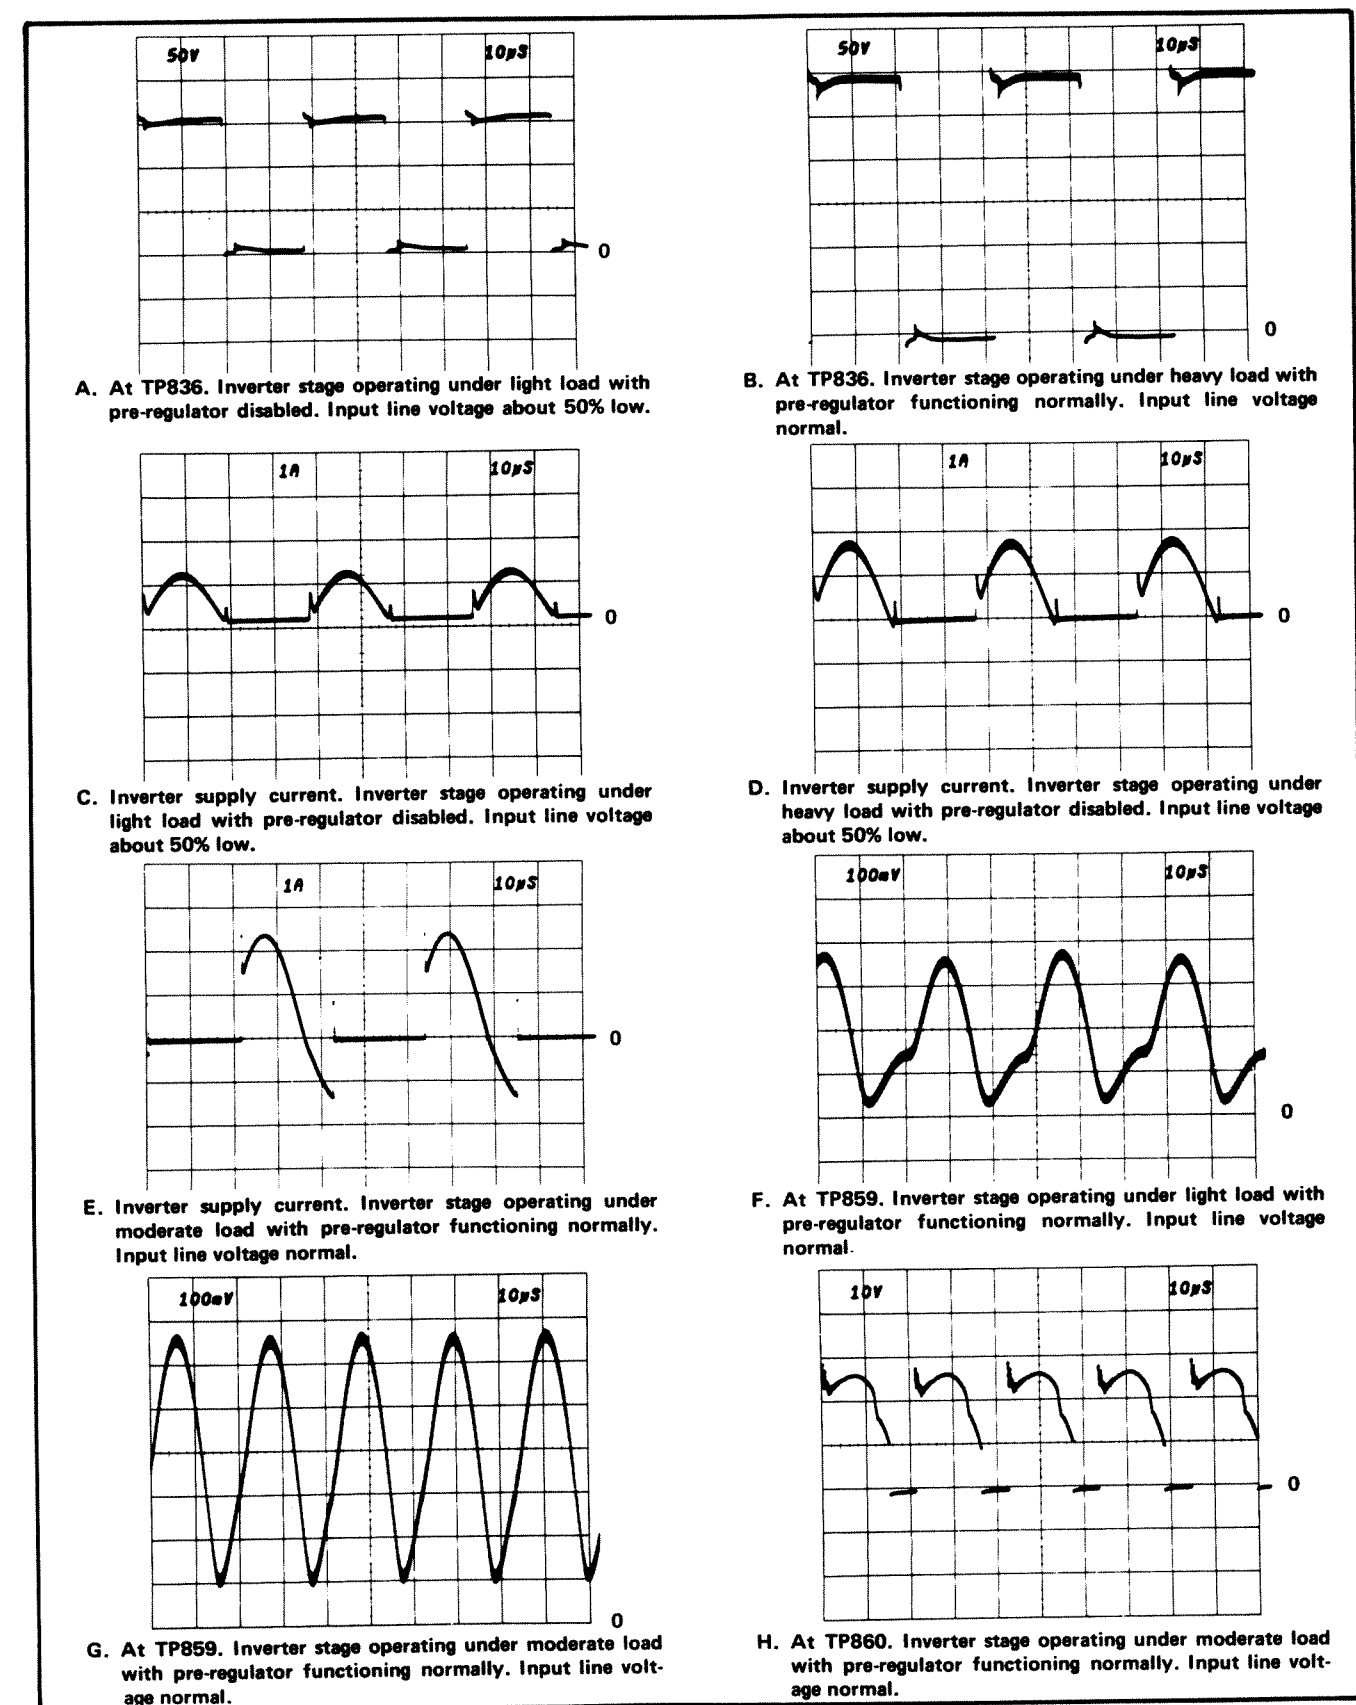 50V 10µS
0
A. At TP836. Inverter stage operating under light load with
pre-regulator disabled. Input line voltage about 50% low.
50V 10µS
0
B. At TP836. Inverter stage operating under heavy load with
pre-regulator functioning normally. Input line voltage
normal.
1A 10µS
0
C. Inverter supply current. Inverter stage operating under
light load with pre-regulator disabled. Input line voltage
about 50% low.
1A 10µS
0
D. Inverter supply current. Inverter stage operating under
heavy load with pre-regulator disabled. Input line voltage
about 50% low.
1A 10µS
0
E. Inverter supply current. Inverter stage operating under
moderate load with pre-regulator functioning normally.
Input line voltage normal.
100mV 10µS
0
F. At TP859. Inverter stage operating under light load with
pre-regulator functioning normally. Input line voltage
normal.
100mV 10µS
0
G. At TP859. Inverter stage operating under moderate load
with pre-regulator functioning normally. Input line volt-
age normal.
10V 10µS
0
H. At TP860. Inverter stage operating under moderate load
with pre-regulator functioning normally. Input line volt-
age normal.